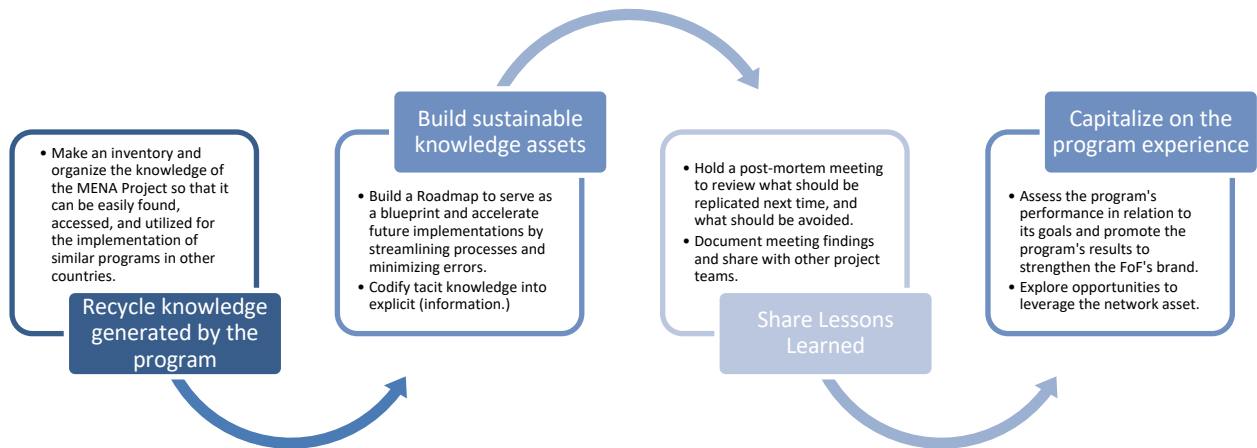 • Make an inventory and
organize the knowledge of
the MENA Project so that it
can be easily found,
accessed, and utilized for
the implementation of
similar programs in other
countries.
Recycle knowledge
generated by the
program
Build sustainable
knowledge assets
• Build a Roadmap to serve as
a blueprint and accelerate
future implementations by
streamlining processes and
minimizing errors.
• Codify tacit knowledge into
explicit (information.)
• Hold a post-mortem meeting
to review what should be
replicated next time, and
what should be avoided.
• Document meeting findings
and share with other project
teams.
Share Lessons
Learned
Capitalize on the
program experience
• Assess the program's
performance in relation to
its goals and promote the
program's results to
strengthen the FoF's brand.
• Explore opportunities to
leverage the network asset.